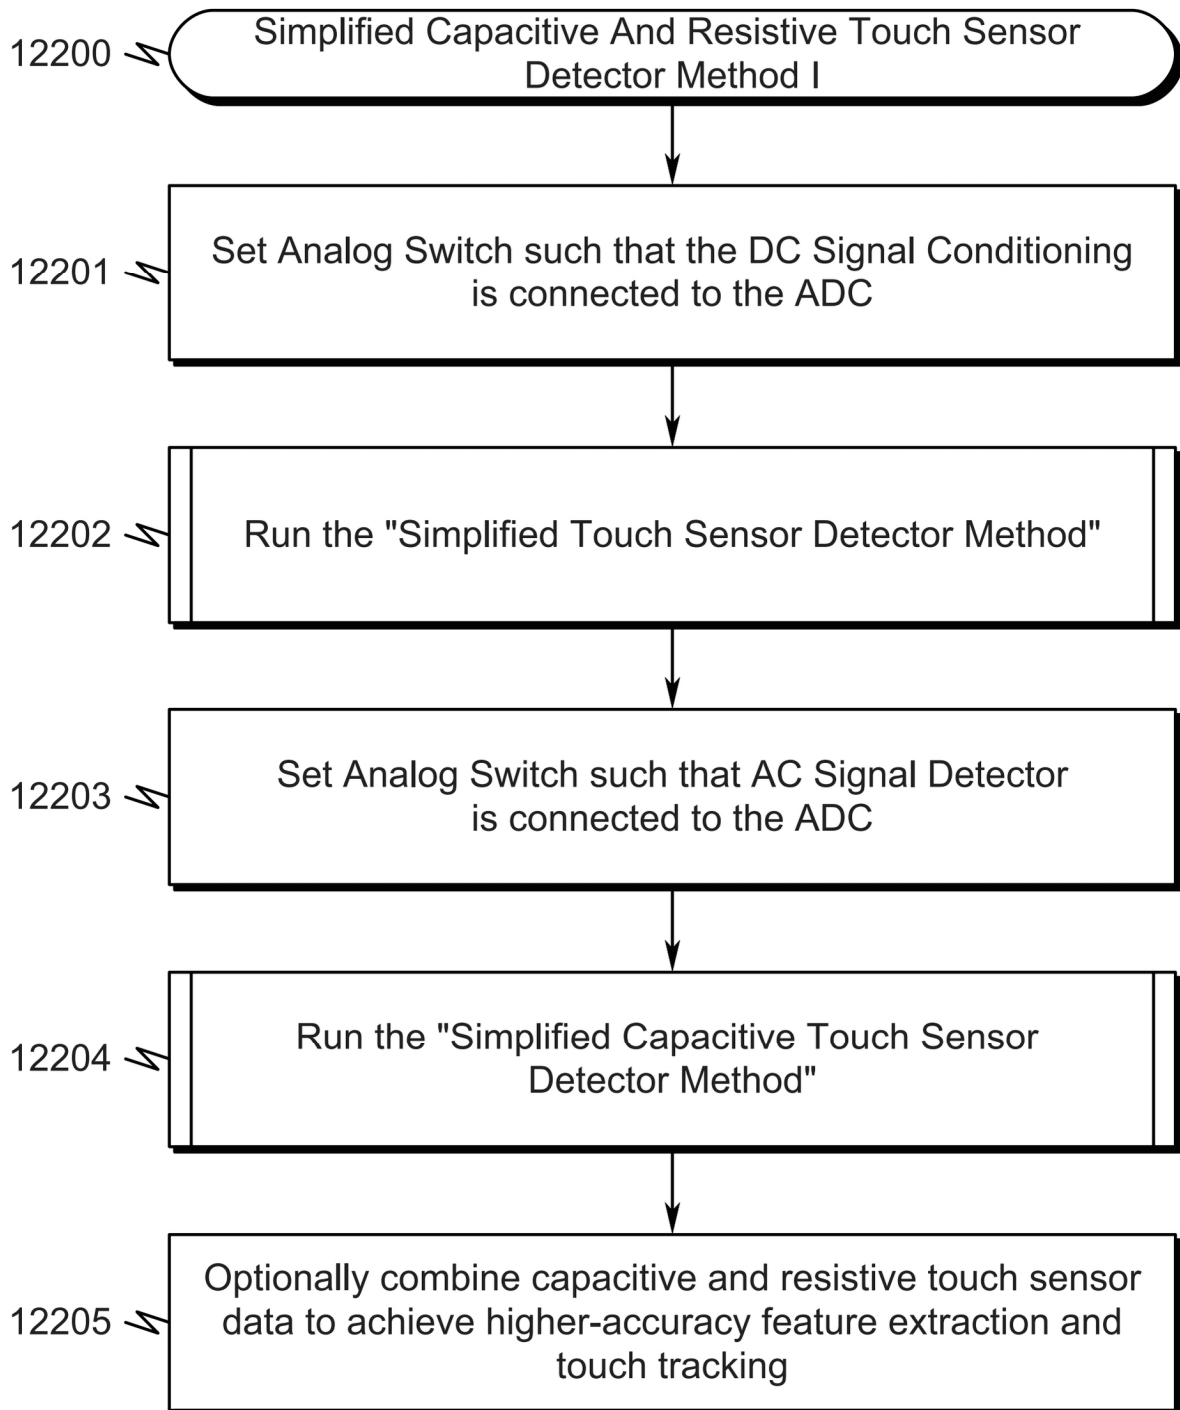 12200
Simplified Capacitive And Resistive Touch Sensor
Detector Method I
12201
Set Analog Switch such that the DC Signal Conditioning
is connected to the ADC
12202
Run the "Simplified Touch Sensor Detector Method"
12203
Set Analog Switch such that AC Signal Detector
is connected to the ADC
12204
Run the "Simplified Capacitive Touch Sensor
Detector Method"
12205
Optionally combine capacitive and resistive touch sensor
data to achieve higher-accuracy feature extraction and
touch tracking